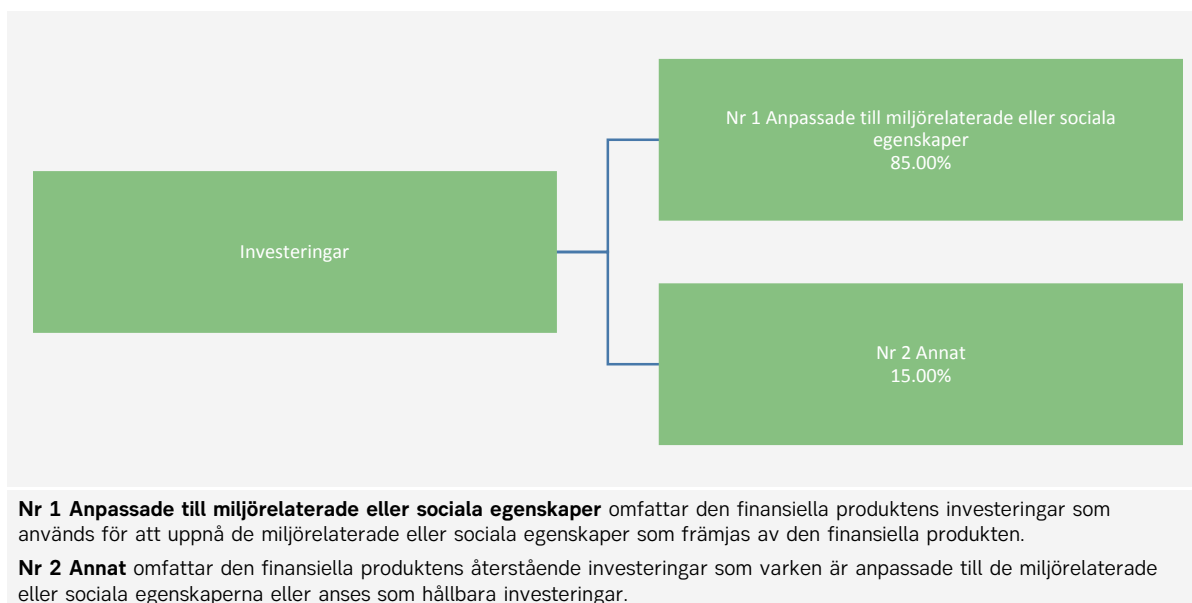 Nr 1 Anpassade till miljörelaterade eller sociala
egenskaper
85.00%
Investeringar
Nr 2 Annat
15.00%
Nr 1 Anpassade till miljörelaterade eller sociala egenskaper omfattar den finansiella produktens investeringar som
används för att uppnå de miljörelaterade eller sociala egenskaper som främjas av den finansiella produkten.
Nr 2 Annat omfattar den finansiella produktens återstående investeringar som varken är anpassade till de miljörelaterade
eller sociala egenskaperna eller anses som hållbara investeringar.